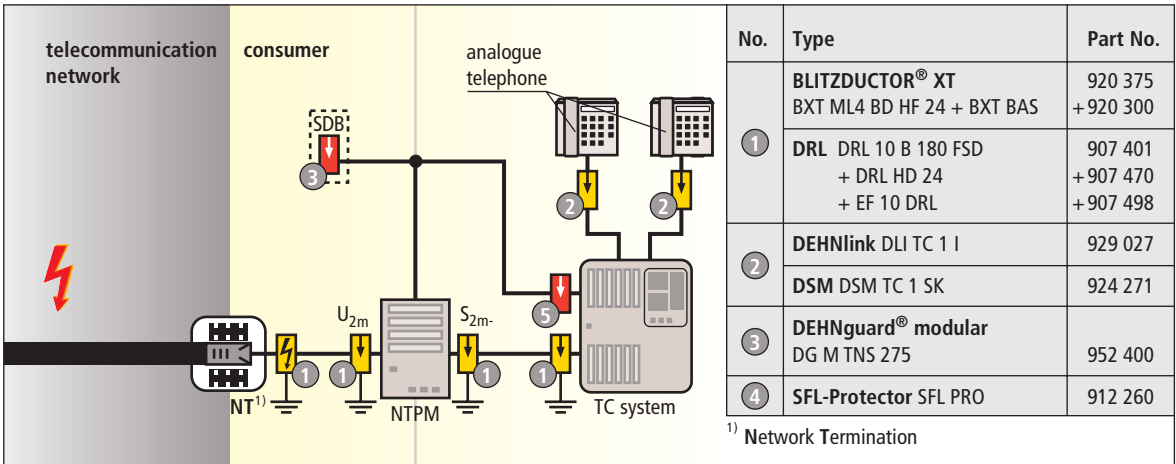 telecommunication
network
consumer
analogue
telephone
SDB
3
2
2
5
U2m
S2m-
1
1
1
1
NT1)
NTPM
TC system
No. Type Part No.
1
BLITZDUCTOR® XT 920 375
BXT ML4 BD HF 24 + BXT BAS +920 300
DRL DRL 10 B 180 FSD 907 401
+ DRL HD 24 +907 470
+ EF 10 DRL +907 498
2
DEHNlink DLI TC 1 I 929 027
DSM DSM TC 1 SK 924 271
3
DEHNguard® modular
DG M TNS 275 952 400
4 SFL-Protector SFL PRO 912 260
1) Network Termination